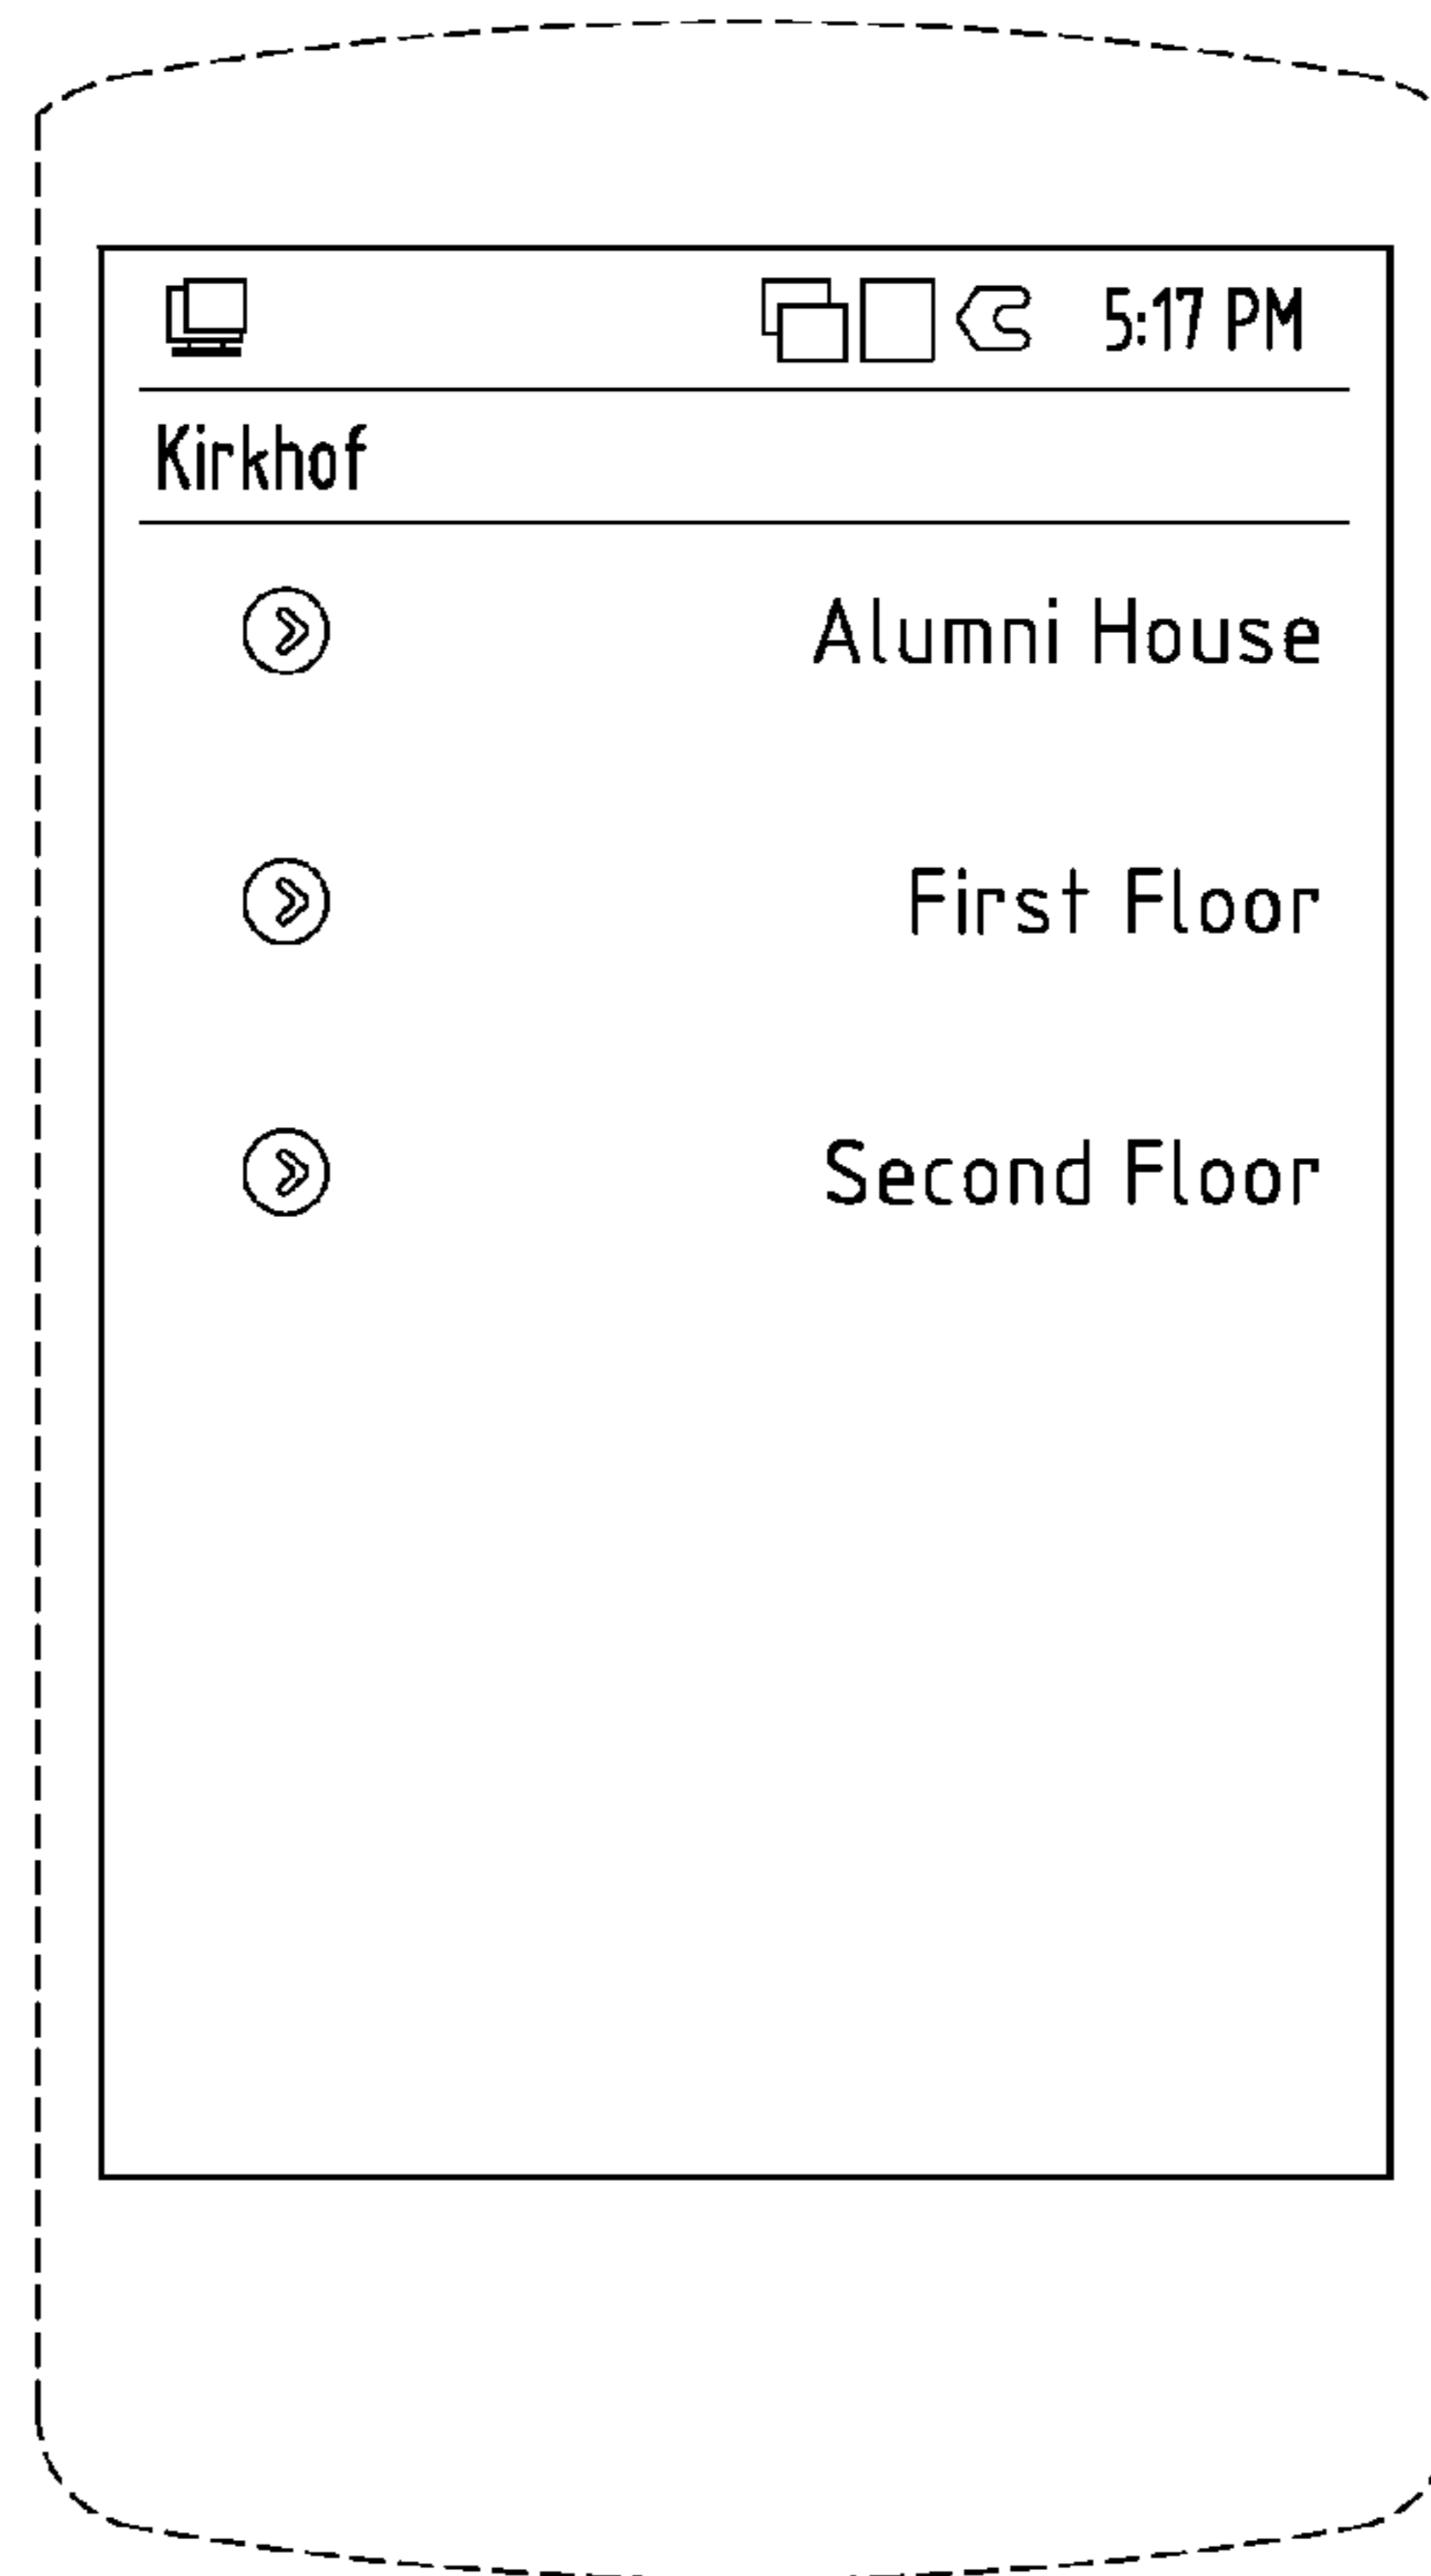 5:17 PM
Kirkhof
Alumni House
First Floor
Second Floor